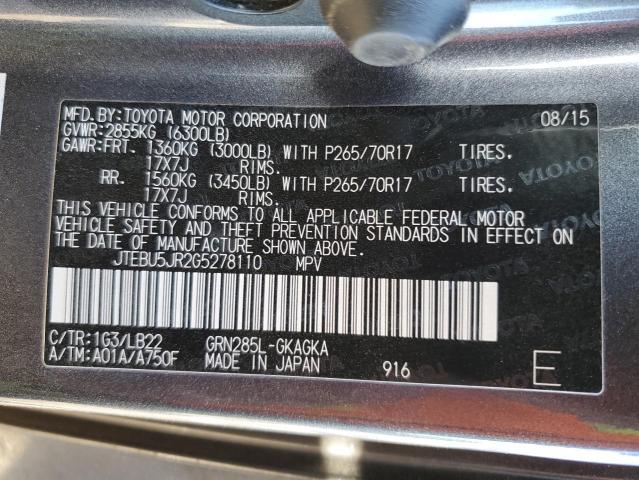 MFD.BY:TOYOTA MOTOR CORPORATION 08/15
GVWR:2855KG (6300LB)
GAWR:FRT. 1360KG (3000LB) WITH P265/70R17 TIRES.
17X7J RIMS.
RR. 1560KG (3450LB) WITH P265/70R17 TIRES.
17X7J RIMS.
THIS VEHICLE CONFORMS TO ALL APPLICABLE FEDERAL MOTOR
VEHICLE SAFETY AND THEFT PREVENTION STANDARDS IN EFFECT ON
THE DATE OF MANUFACTURE SHOWN ABOVE.
JTEBU5JR2G5278110 MPV
C/TR:1G3/LB22 GRN285L-GKAGKA
A/TM:A01A/A750F MADE IN JAPAN 916 E